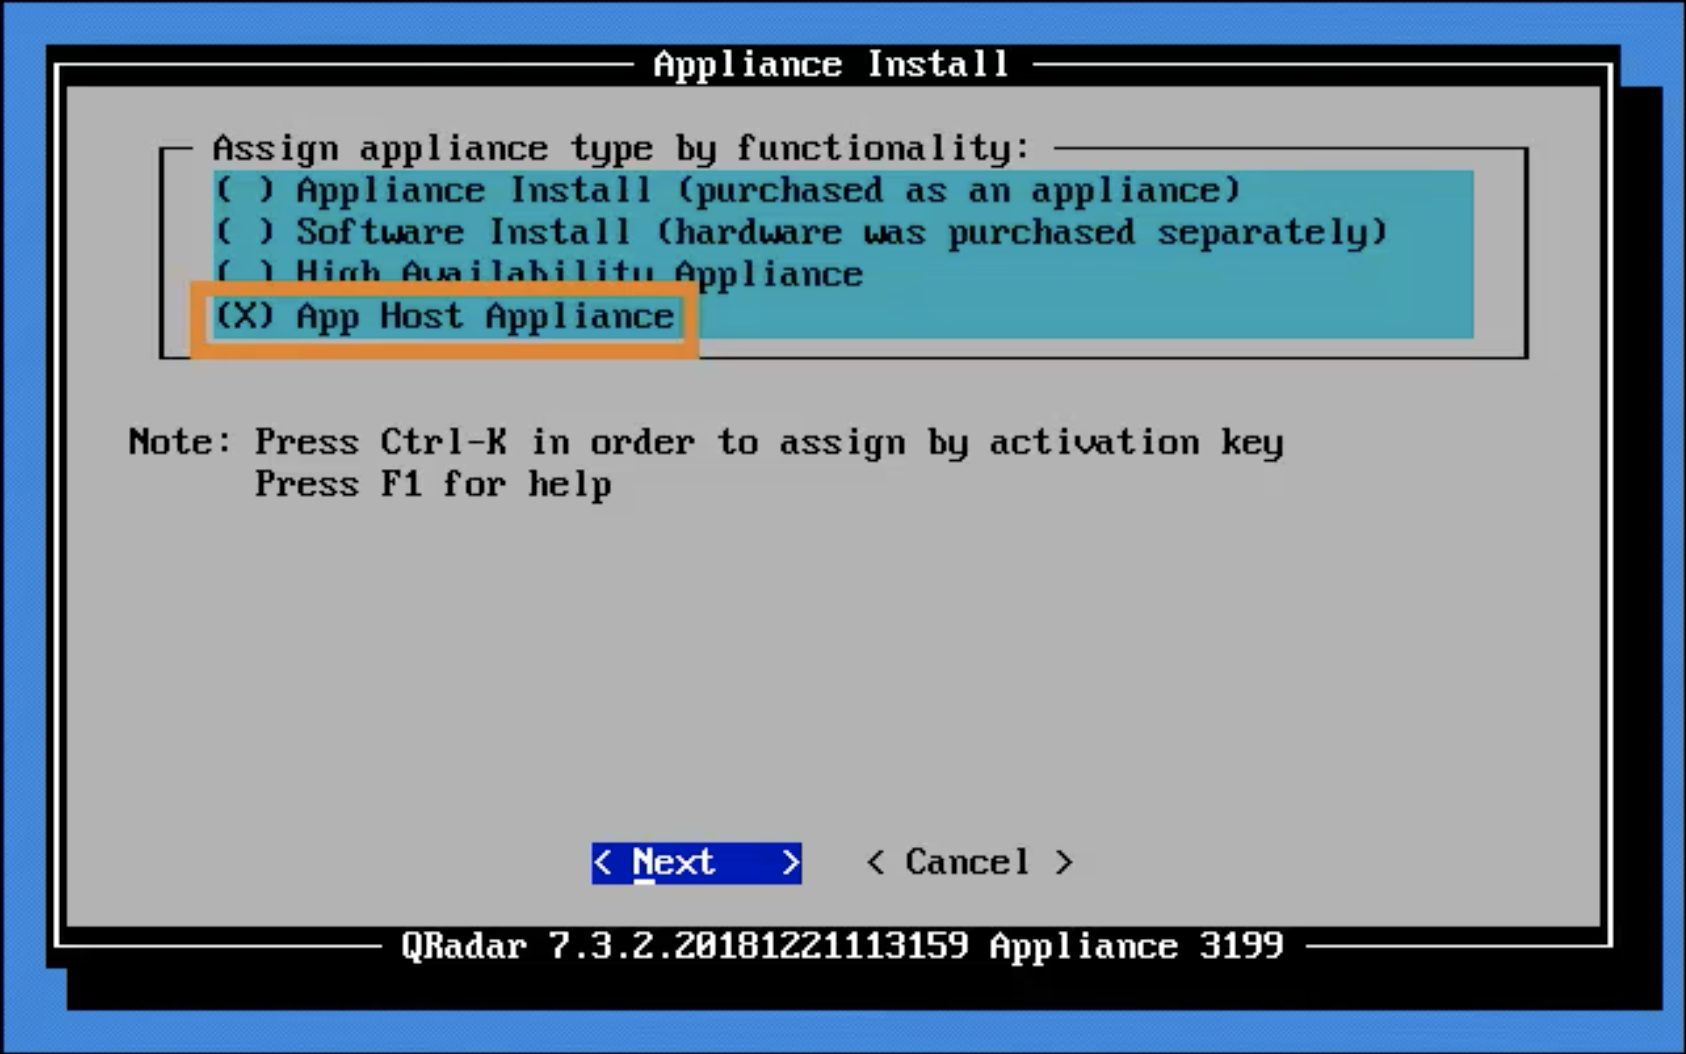 Appliance Install
Assign appliance type by functionality:
( ) Appliance Install (purchased as an appliance)
( ) Software Install (hardware was purchased separately)
( ) High Availability Appliance
(X) App Host Appliance
Note: Press Ctrl-K in order to assign by activation key
Press F1 for help
< Next > < Cancel >
QRadar 7.3.2.20181221113159 Appliance 3199